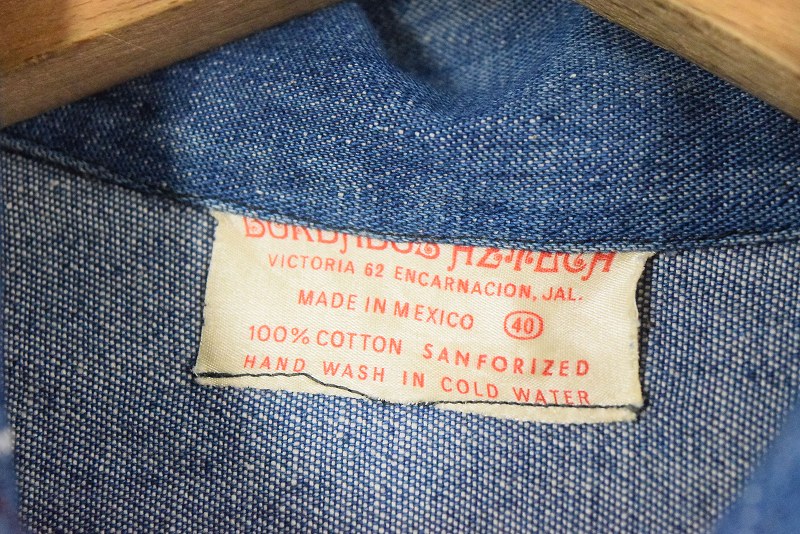 BORDADOS AZTECA
VICTORIA 62 ENCARNACION, JAL.
MADE IN MEXICO 40
100% COTTON SANFORIZED
HAND WASH IN COLD WATER